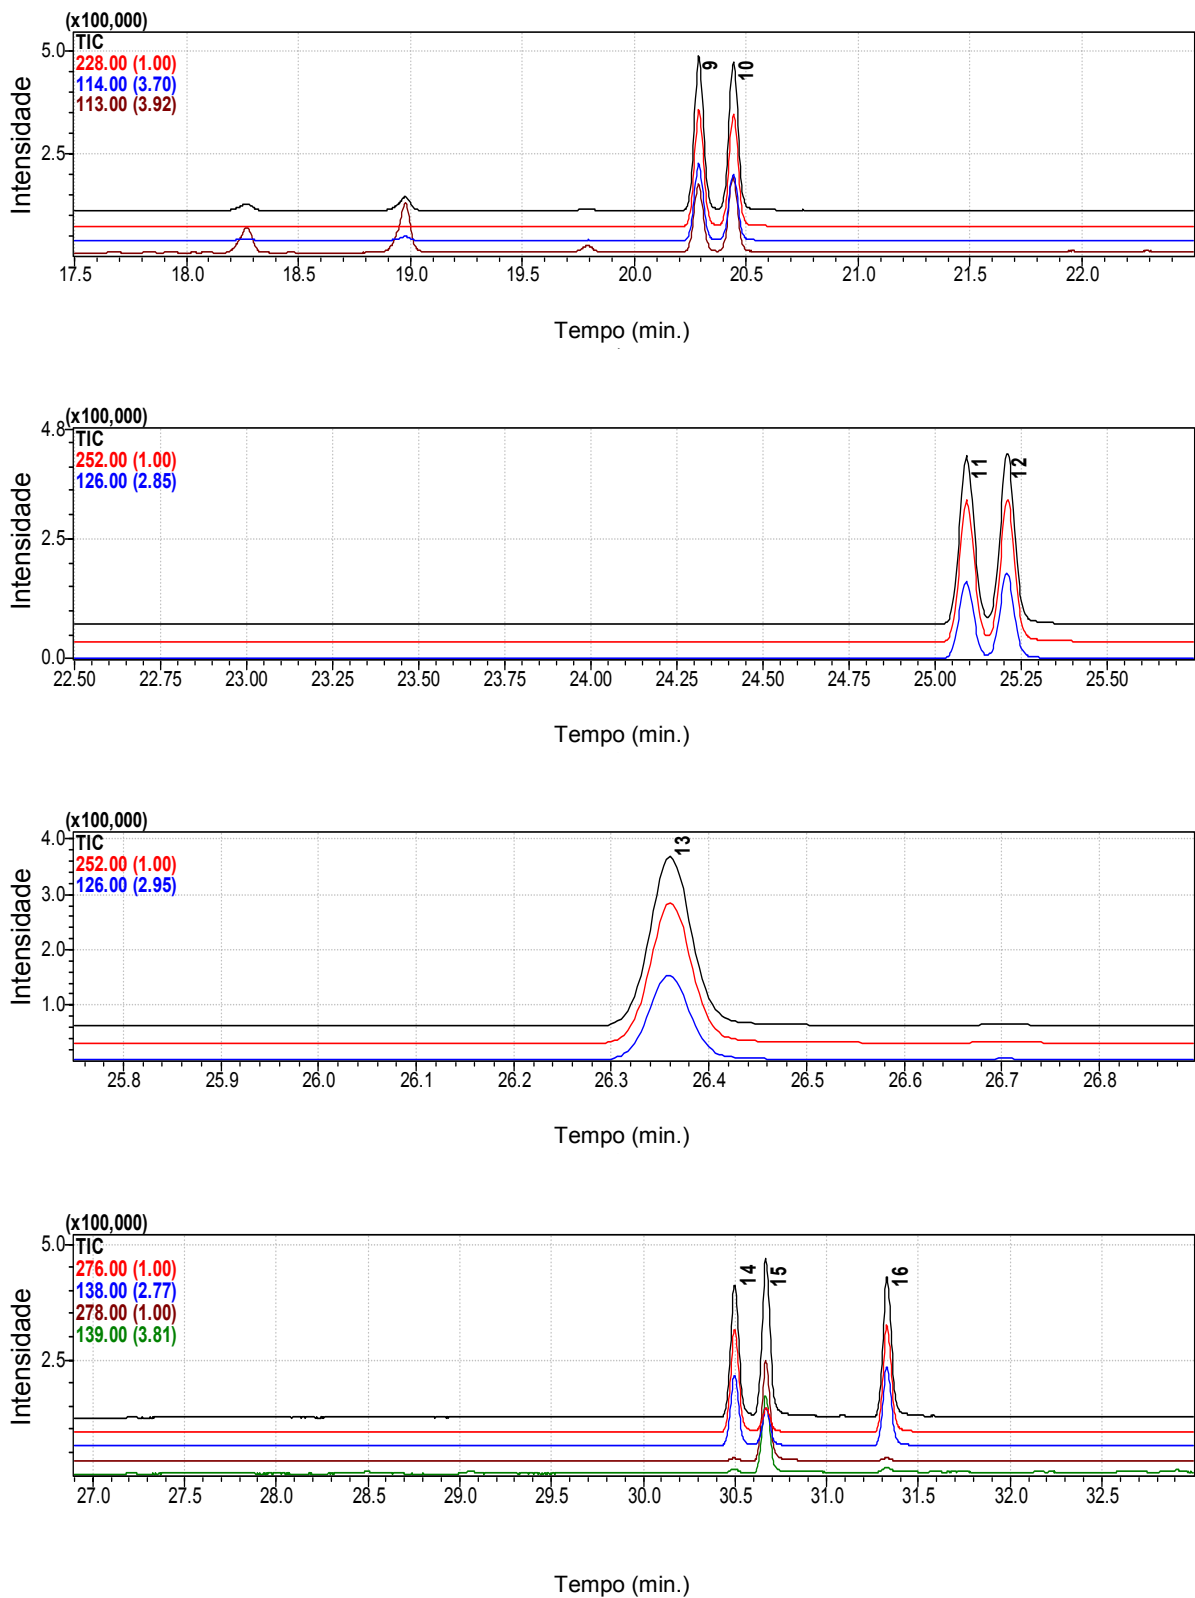 (x100,000)
TIC
228.00 (1.00)
114.00 (3.70)
113.00 (3.92)
5.0
2.5
Intensidade
9
10
17.5 18.0 18.5 19.0 19.5 20.0 20.5 21.0 21.5 22.0
Tempo (min.)
(x100,000)
4.8
TIC
252.00 (1.00)
126.00 (2.85)
2.5
0.0
Intensidade
11
12
22.50 22.75 23.00 23.25 23.50 23.75 24.00 24.25 24.50 24.75 25.00 25.25 25.50
Tempo (min.)
(x100,000)
4.0
TIC
252.00 (1.00)
126.00 (2.95)
3.0
2.0
1.0
Intensidade
13
25.8 25.9 26.0 26.1 26.2 26.3 26.4 26.5 26.6 26.7 26.8
Tempo (min.)
(x100,000)
5.0
TIC
276.00 (1.00)
138.00 (2.77)
278.00 (1.00)
139.00 (3.81)
2.5
Intensidade
14
15
16
27.0 27.5 28.0 28.5 29.0 29.5 30.0 30.5 31.0 31.5 32.0 32.5
Tempo (min.)